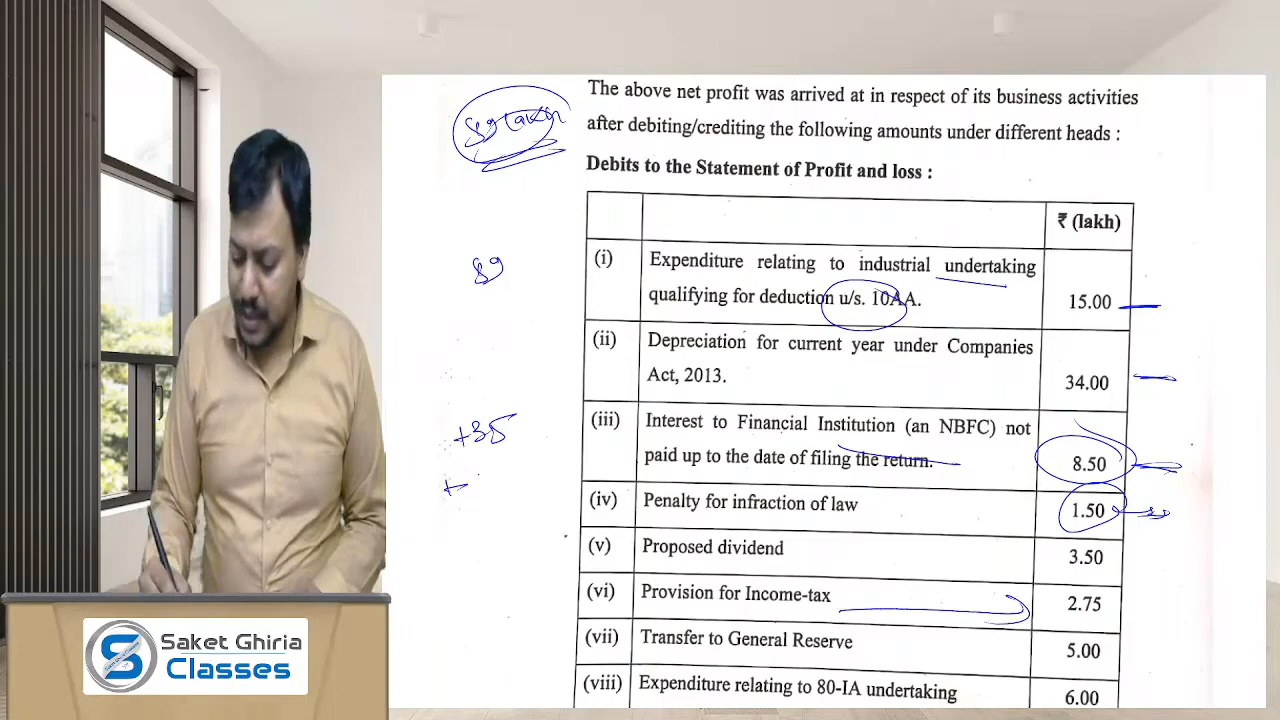 The above net profit was arrived at in respect of its business activities
after debiting/crediting the following amounts under different heads :
Debits to the Statement of Profit and loss :
₹ (lakh)
(i) Expenditure relating to industrial undertaking
qualifying for deduction u/s. 10AA. 15.00
(ii) Depreciation for current year under Companies
Act, 2013. 34.00
(iii) Interest to Financial Institution (an NBFC) not
paid up to the date of filing the return. 8.50
(iv) Penalty for infraction of law 1.50
(v) Proposed dividend 3.50
(vi) Provision for Income-tax 2.75
(vii) Transfer to General Reserve 5.00
(viii) Expenditure relating to 80-IA undertaking 6.00
89
+35
+
Saket Ghiria
Classes